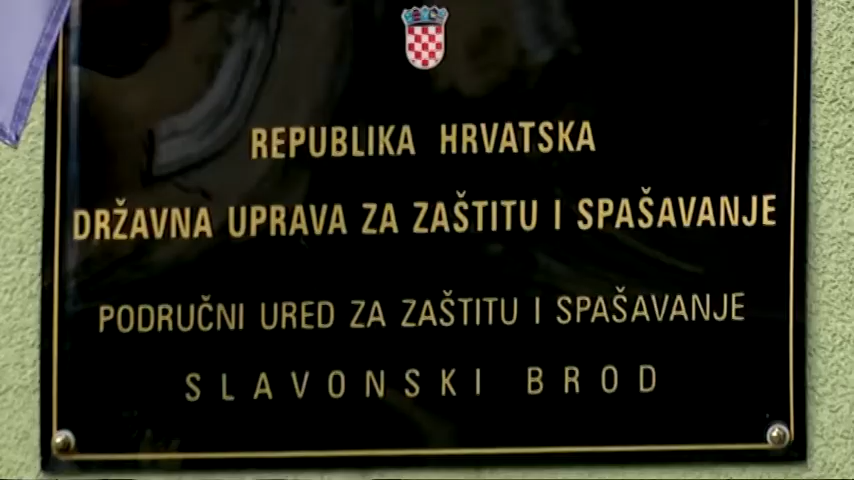 REPUBLIKA HRVATSKA
DRŽAVNA UPRAVA ZA ZAŠTITU I SPAŠAVANJE
PODRUČNI URED ZA ZAŠTITU I SPAŠAVANJE
SLAVONSKI BROD